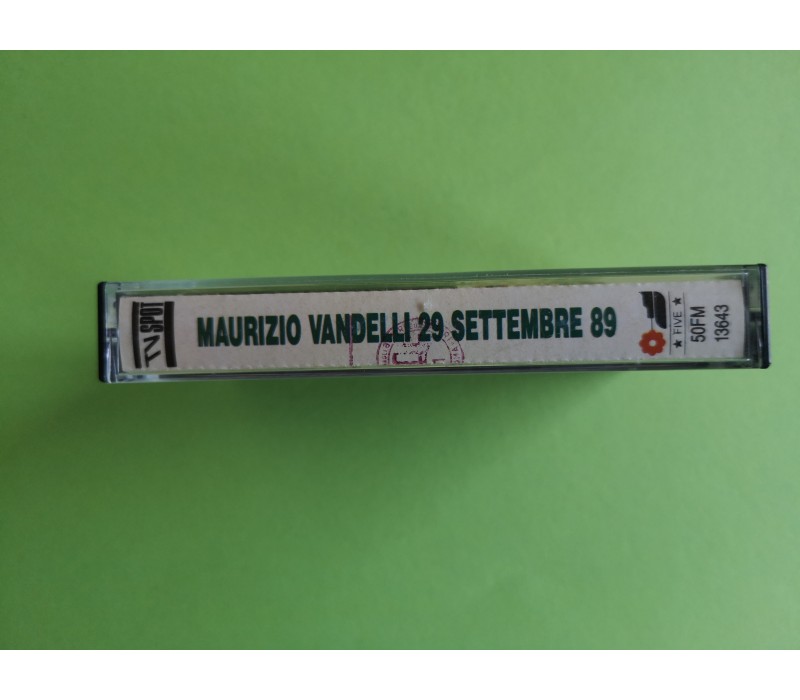 TV SPOT
MAURIZIO VANDELLI 29 SETTEMBRE 89
★ FIVE ★
50FM
13643